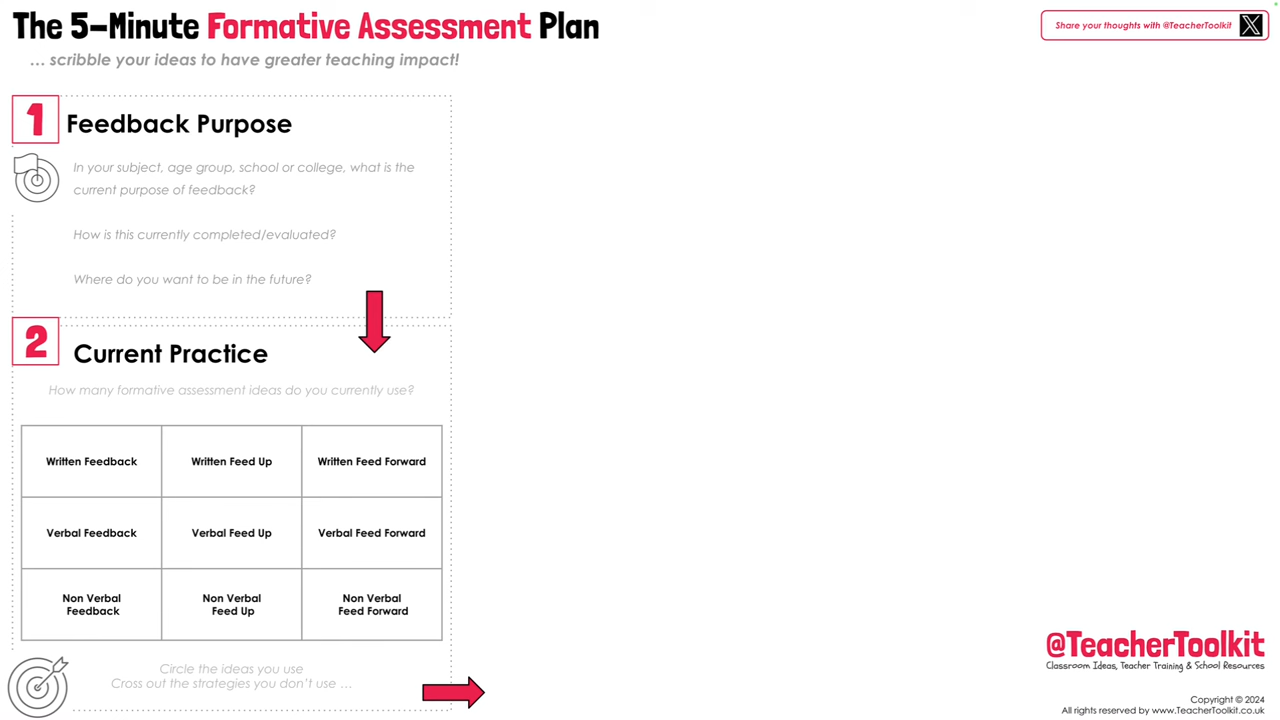 The 5-Minute Formative Assessment Plan
... scribble your ideas to have greater teaching impact!
Share your thoughts with @TeacherToolkit
1
Feedback Purpose
In your subject, age group, school or college, what is the
current purpose of feedback?
How is this currently completed/evaluated?
Where do you want to be in the future?
2
Current Practice
How many formative assessment ideas do you currently use?
Written Feedback
Written Feed Up
Written Feed Forward
Verbal Feedback
Verbal Feed Up
Verbal Feed Forward
Non Verbal
Feedback
Non Verbal
Feed Up
Non Verbal
Feed Forward
Circle the ideas you use
Cross out the strategies you don't use ...
@TeacherToolkit
Classroom Ideas, Teacher Training & School Resources
Copyright © 2024
All rights reserved by www.TeacherToolkit.co.uk